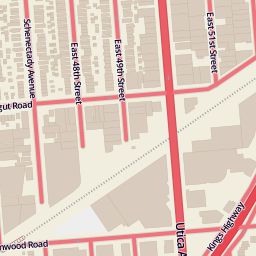 Schenectady Avenue
East 48th Street
East 49th Street
East 51st Street
gut Road
Utica A
Kings Highway
nwood Road